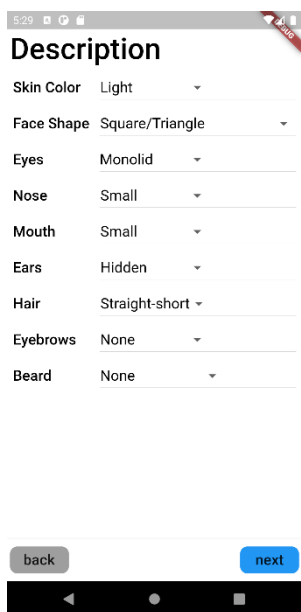 5:29
DEBUG
Description
Skin Color Light
Face Shape Square/Triangle
Eyes Monolid
Nose Small
Mouth Small
Ears Hidden
Hair Straight-short
Eyebrows None
Beard None
back next